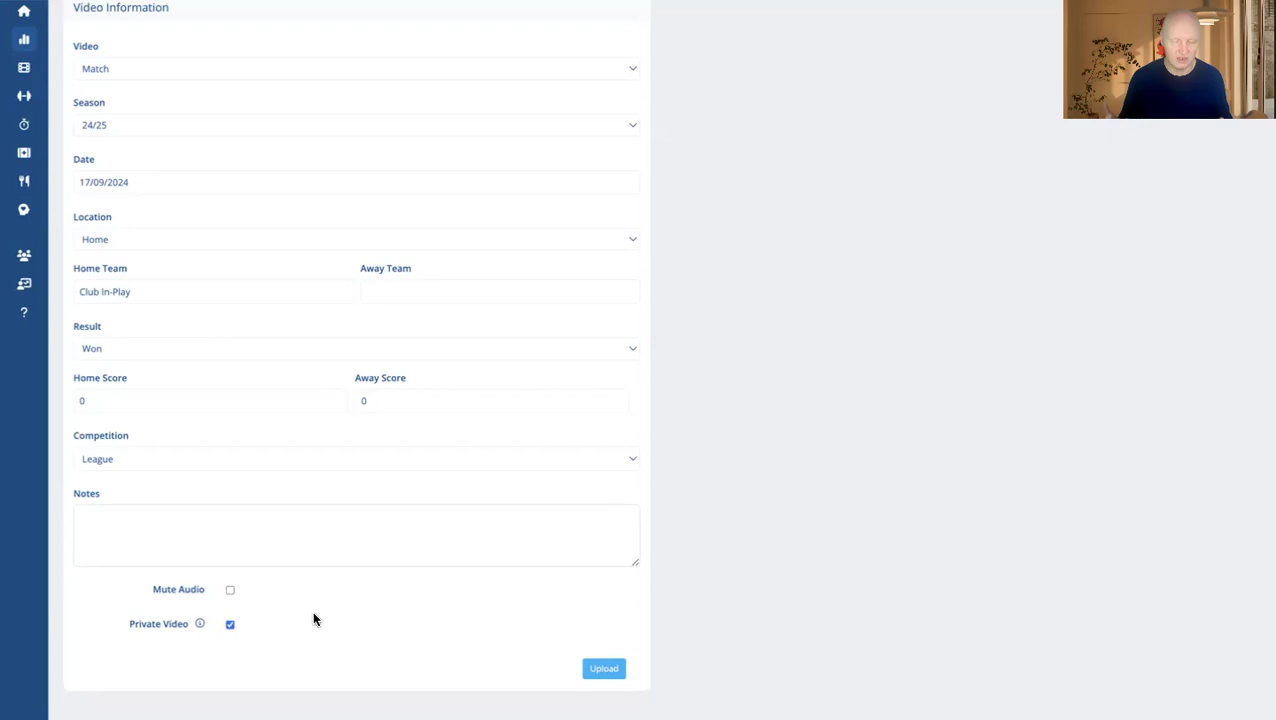 Video Information
Video
Match
Season
24/25
Date
17/09/2024
Location
Home
Home Team Away Team
Club In-Play
Result
Won
Home Score Away Score
0 0
Competition
League
Notes
Mute Audio
Private Video
Upload
?